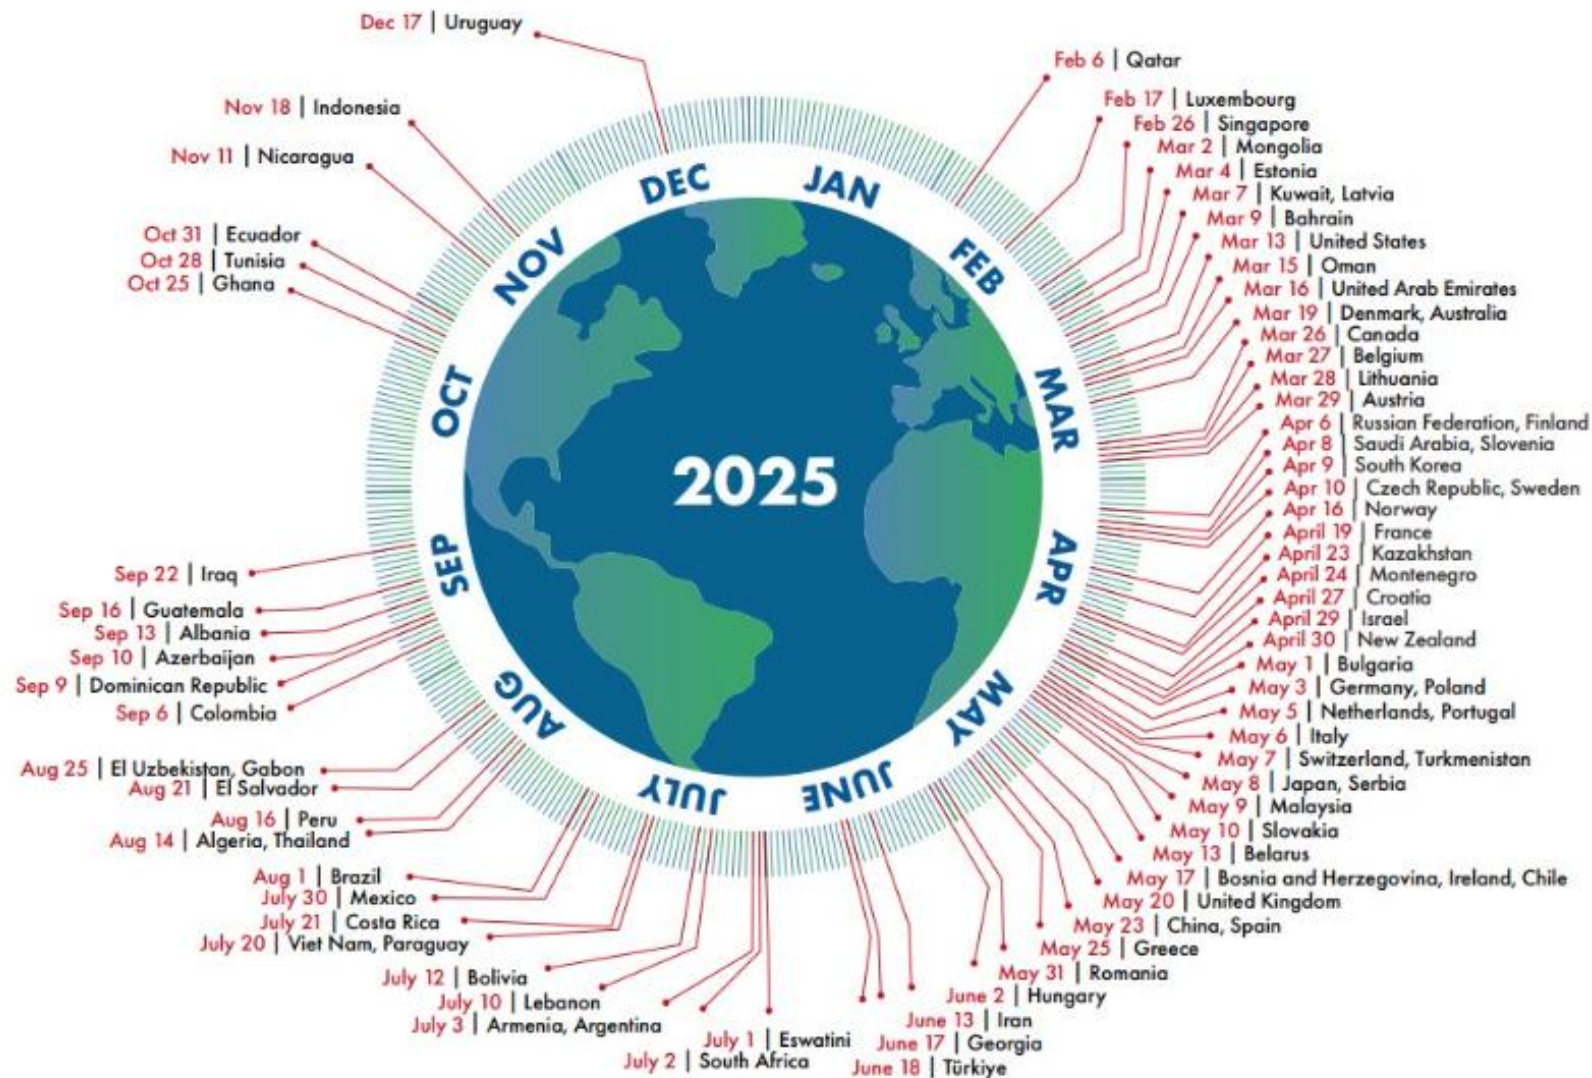 Dec 17 | Uruguay
Feb 6 | Qatar
Feb 17 | Luxembourg
Feb 26 | Singapore
Mar 2 | Mongolia
Mar 4 | Estonia
Mar 7 | Kuwait, Latvia
Mar 9 | Bahrain
Mar 13 | United States
Mar 15 | Oman
Mar 16 | United Arab Emirates
Mar 19 | Denmark, Australia
Mar 26 | Canada
Mar 27 | Belgium
Mar 28 | Lithuania
Mar 29 | Austria
Apr 6 | Russian Federation, Finland
Apr 8 | Saudi Arabia, Slovenia
Apr 9 | South Korea
Apr 10 | Czech Republic, Sweden
Apr 16 | Norway
April 19 | France
April 23 | Kazakhstan
April 24 | Montenegro
April 27 | Croatia
April 29 | Israel
April 30 | New Zealand
May 1 | Bulgaria
May 3 | Germany, Poland
May 5 | Netherlands, Portugal
May 6 | Italy
May 7 | Switzerland, Turkmenistan
May 8 | Japan, Serbia
May 9 | Malaysia
May 10 | Slovakia
May 13 | Belarus
May 17 | Bosnia and Herzegovina, Ireland, Chile
May 20 | United Kingdom
May 23 | China, Spain
May 25 | Greece
May 31 | Romania
June 2 | Hungary
June 13 | Iran
June 17 | Georgia
June 18 | Türkiye
July 1 | Eswatini
July 2 | South Africa
July 3 | Armenia, Argentina
July 10 | Lebanon
July 12 | Bolivia
July 20 | Viet Nam, Paraguay
July 21 | Costa Rica
July 30 | Mexico
Aug 1 | Brazil
Aug 14 | Algeria, Thailand
Aug 16 | Peru
Aug 21 | El Salvador
Aug 25 | El Uzbekistan, Gabon
Sep 6 | Colombia
Sep 9 | Dominican Republic
Sep 10 | Azerbaijan
Sep 13 | Albania
Sep 16 | Guatemala
Sep 22 | Iraq
Oct 25 | Ghana
Oct 28 | Tunisia
Oct 31 | Ecuador
Nov 11 | Nicaragua
Nov 18 | Indonesia
JAN
FEB
MAR
APR
MAY
JUNE
JULY
AUG
SEP
OCT
NOV
DEC
2025